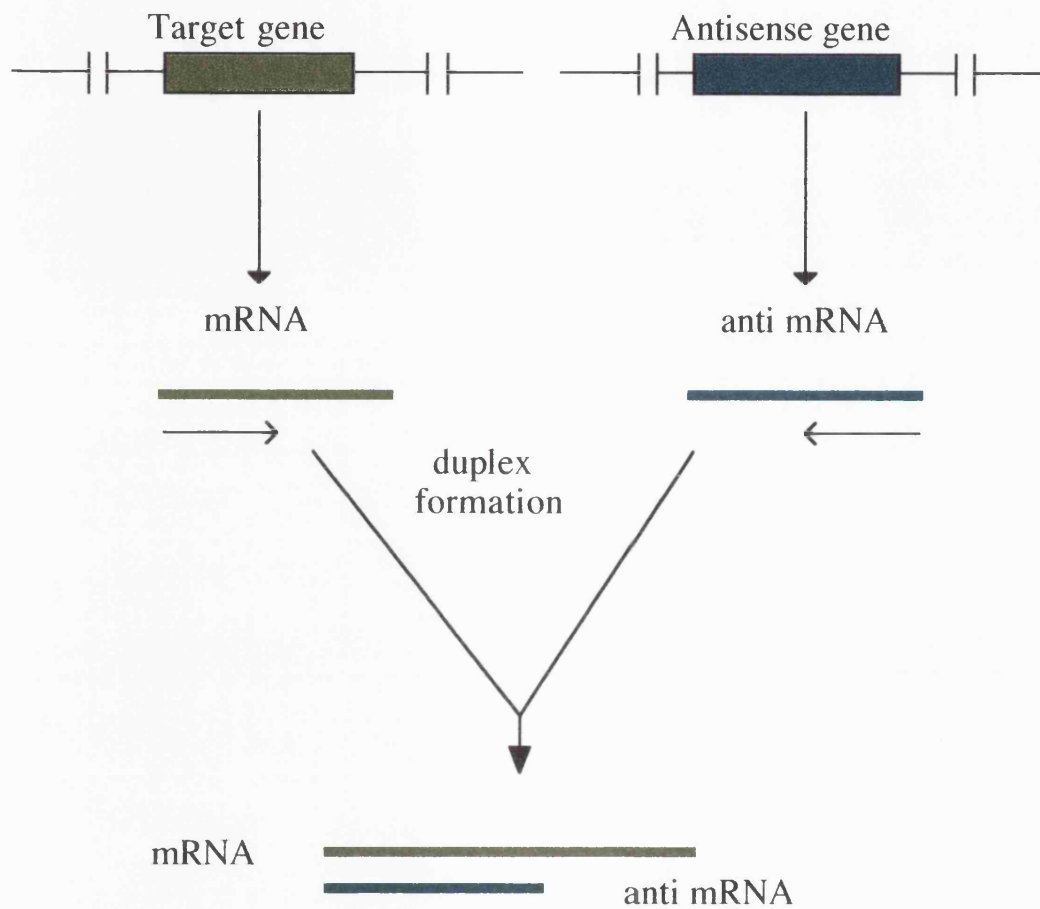 Target gene
Antisense gene
mRNA
anti mRNA
duplex
formation
mRNA
anti mRNA